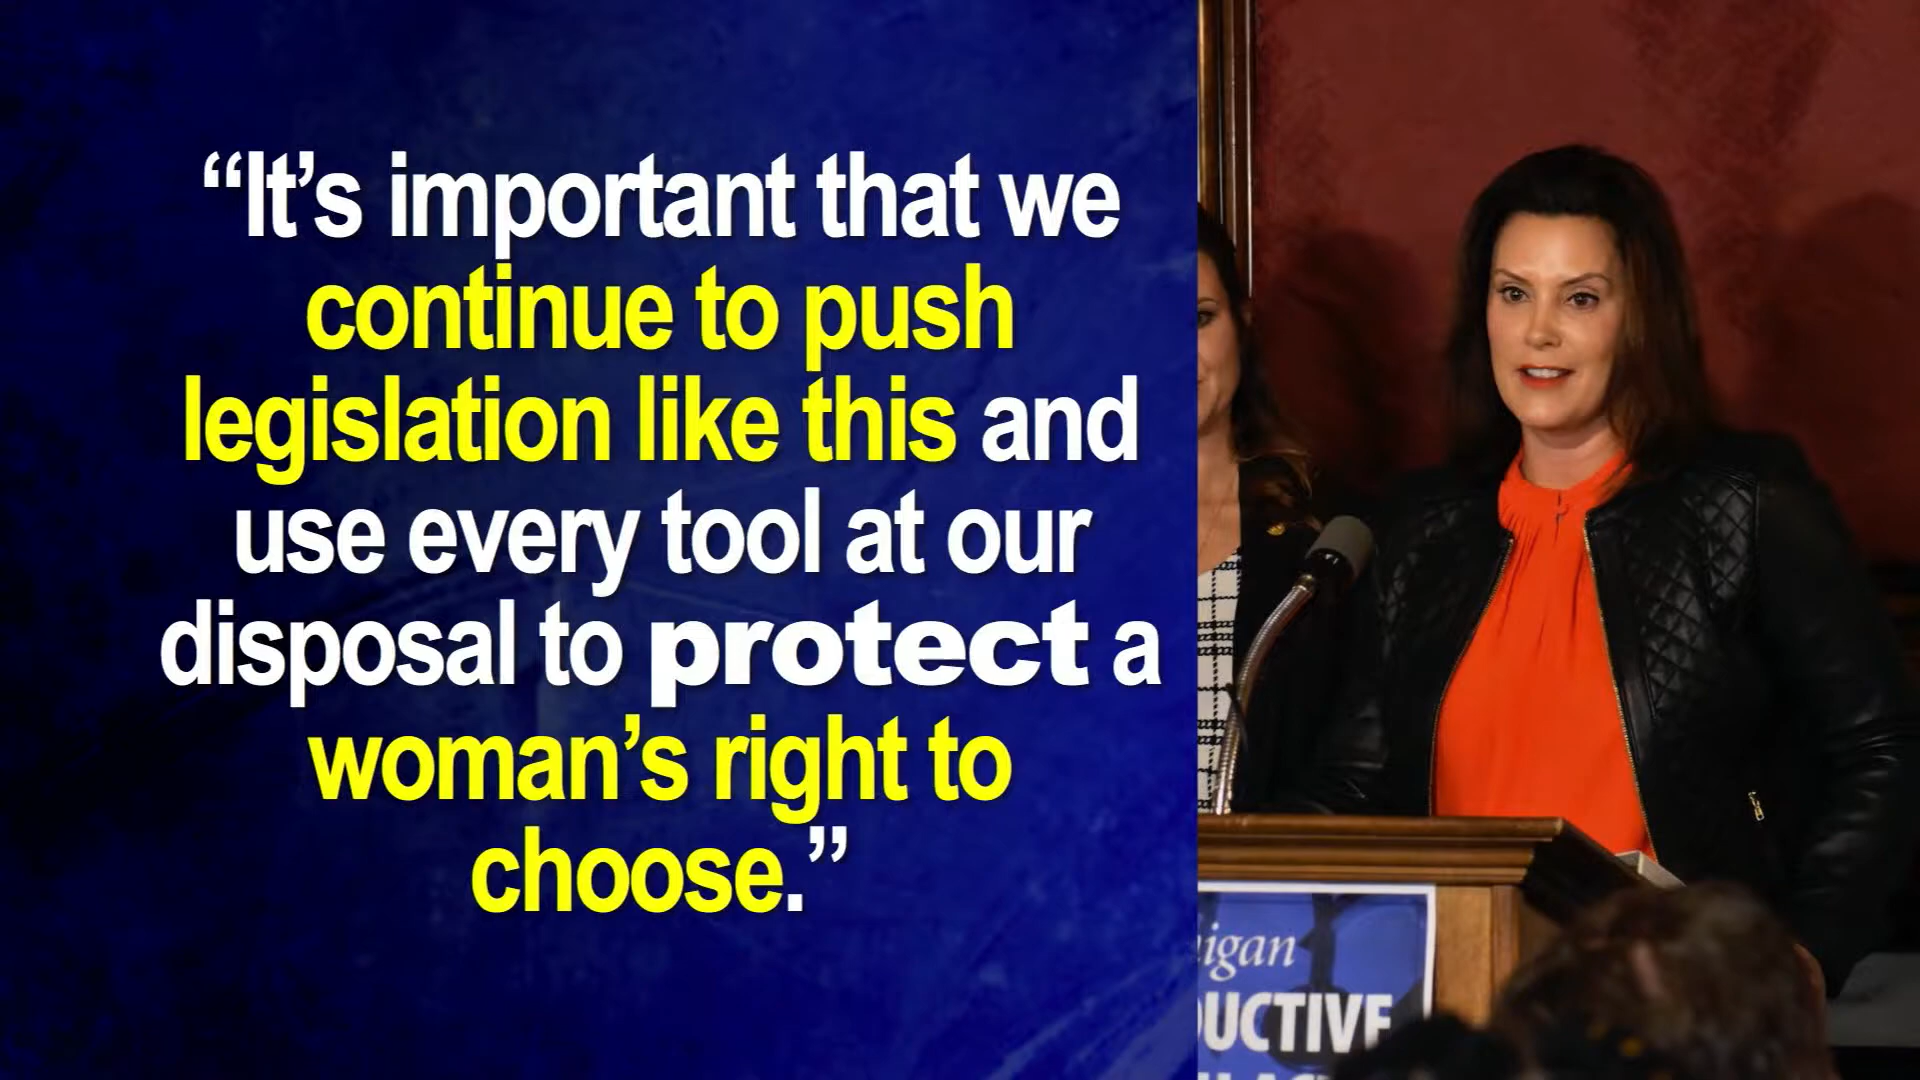 “It’s important that we
continue to push
legislation like this and
use every tool at our
disposal to protect a
woman’s right to
choose.”
igan
UCTIVE